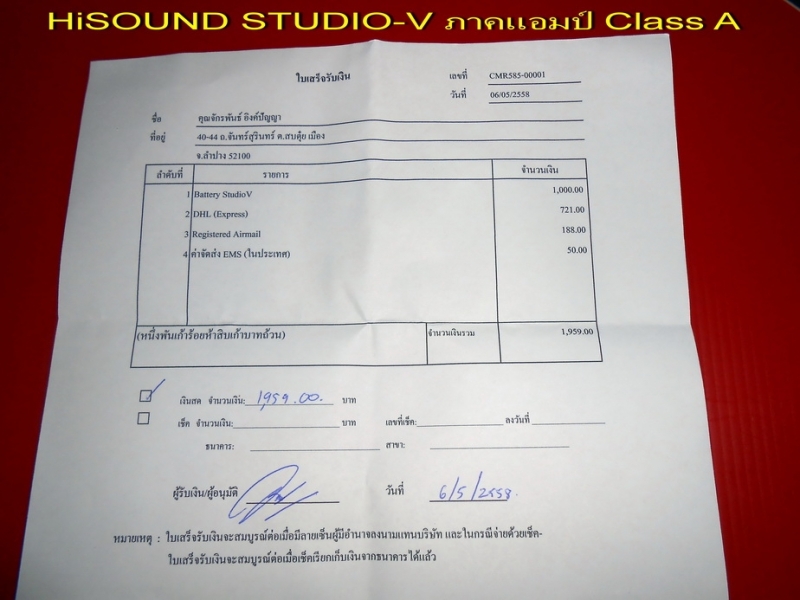 HiSOUND STUDIO-V ภาคแอมป์ Class A
ใบเสร็จรับเงิน
เลขที่ CMR585-00001
วันที่ 06/05/2558
ชื่อ คุณจักรพันธ์ อิงค์ปัญญา
ที่อยู่ 40-44 ถ.จันทร์สุรินทร์ ต.สบตุ๋ย เมือง
จ.ลำปาง 52100
ลำดับที่ รายการ จำนวนเงิน
1 Battery StudioV 1,000.00
2 DHL (Express) 721.00
3 Registered Airmail 188.00
4 ค่าจัดส่ง EMS (ในประเทศ) 50.00
(หนึ่งพันเก้าร้อยห้าสิบเก้าบาทถ้วน) จำนวนเงินรวม 1,959.00
เงินสด จำนวนเงิน: 1,959.00. บาท
เช็ค จำนวนเงิน: บาท เลขที่เช็ค: ลงวันที่
ธนาคาร: สาขา:
ผู้รับเงิน/ผู้อนุมัติ วันที่ 6/5/2558.
หมายเหตุ : ใบเสร็จรับเงินจะสมบูรณ์ต่อเมื่อมีลายเซ็นผู้มีอำนาจลงนามแทนบริษัท และในกรณีจ่ายด้วยเช็ค-
ใบเสร็จรับเงินจะสมบูรณ์ต่อเมื่อเช็คเรียกเก็บเงินจากธนาคารได้แล้ว